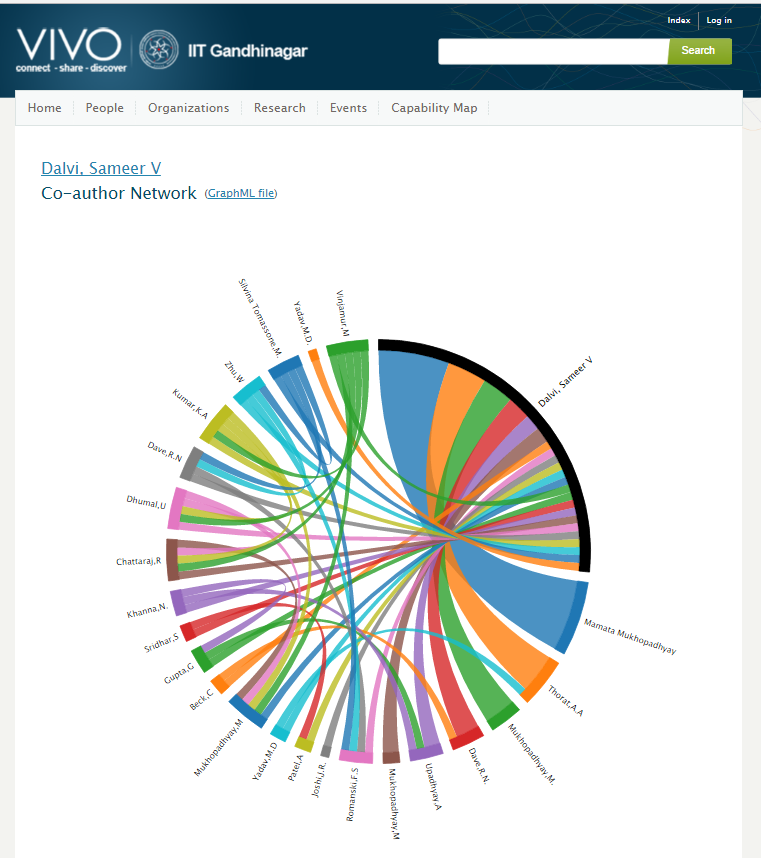 Index
Log in
VIVO
connect - share - discover
IIT Gandhinagar
Search
Home
People
Organizations
Research
Events
Capability Map
Dalvi, Sameer V
Co-author Network (GraphML file)
Dalvi, Sameer V
Mamata Mukhopadhyay
Thorat,A.A
Mukhopadhyay,M.
Dave,R.N.
Upadhyay,A
Mukhopadhyay,M
Romanski,F.S
Joshi,J.R.
Patel,A
Yadav,M.D
Mukhopadhyay,M
Beck,C
Gupta,G
Sridhar,S
Khanna,N.
Chattaraj,R
Dhumal,U
Dave,R.N
Kumar,K.A
Zhu,W
Silvina Tomassone,M.
Yadav,M.D.
Vinjamur,M